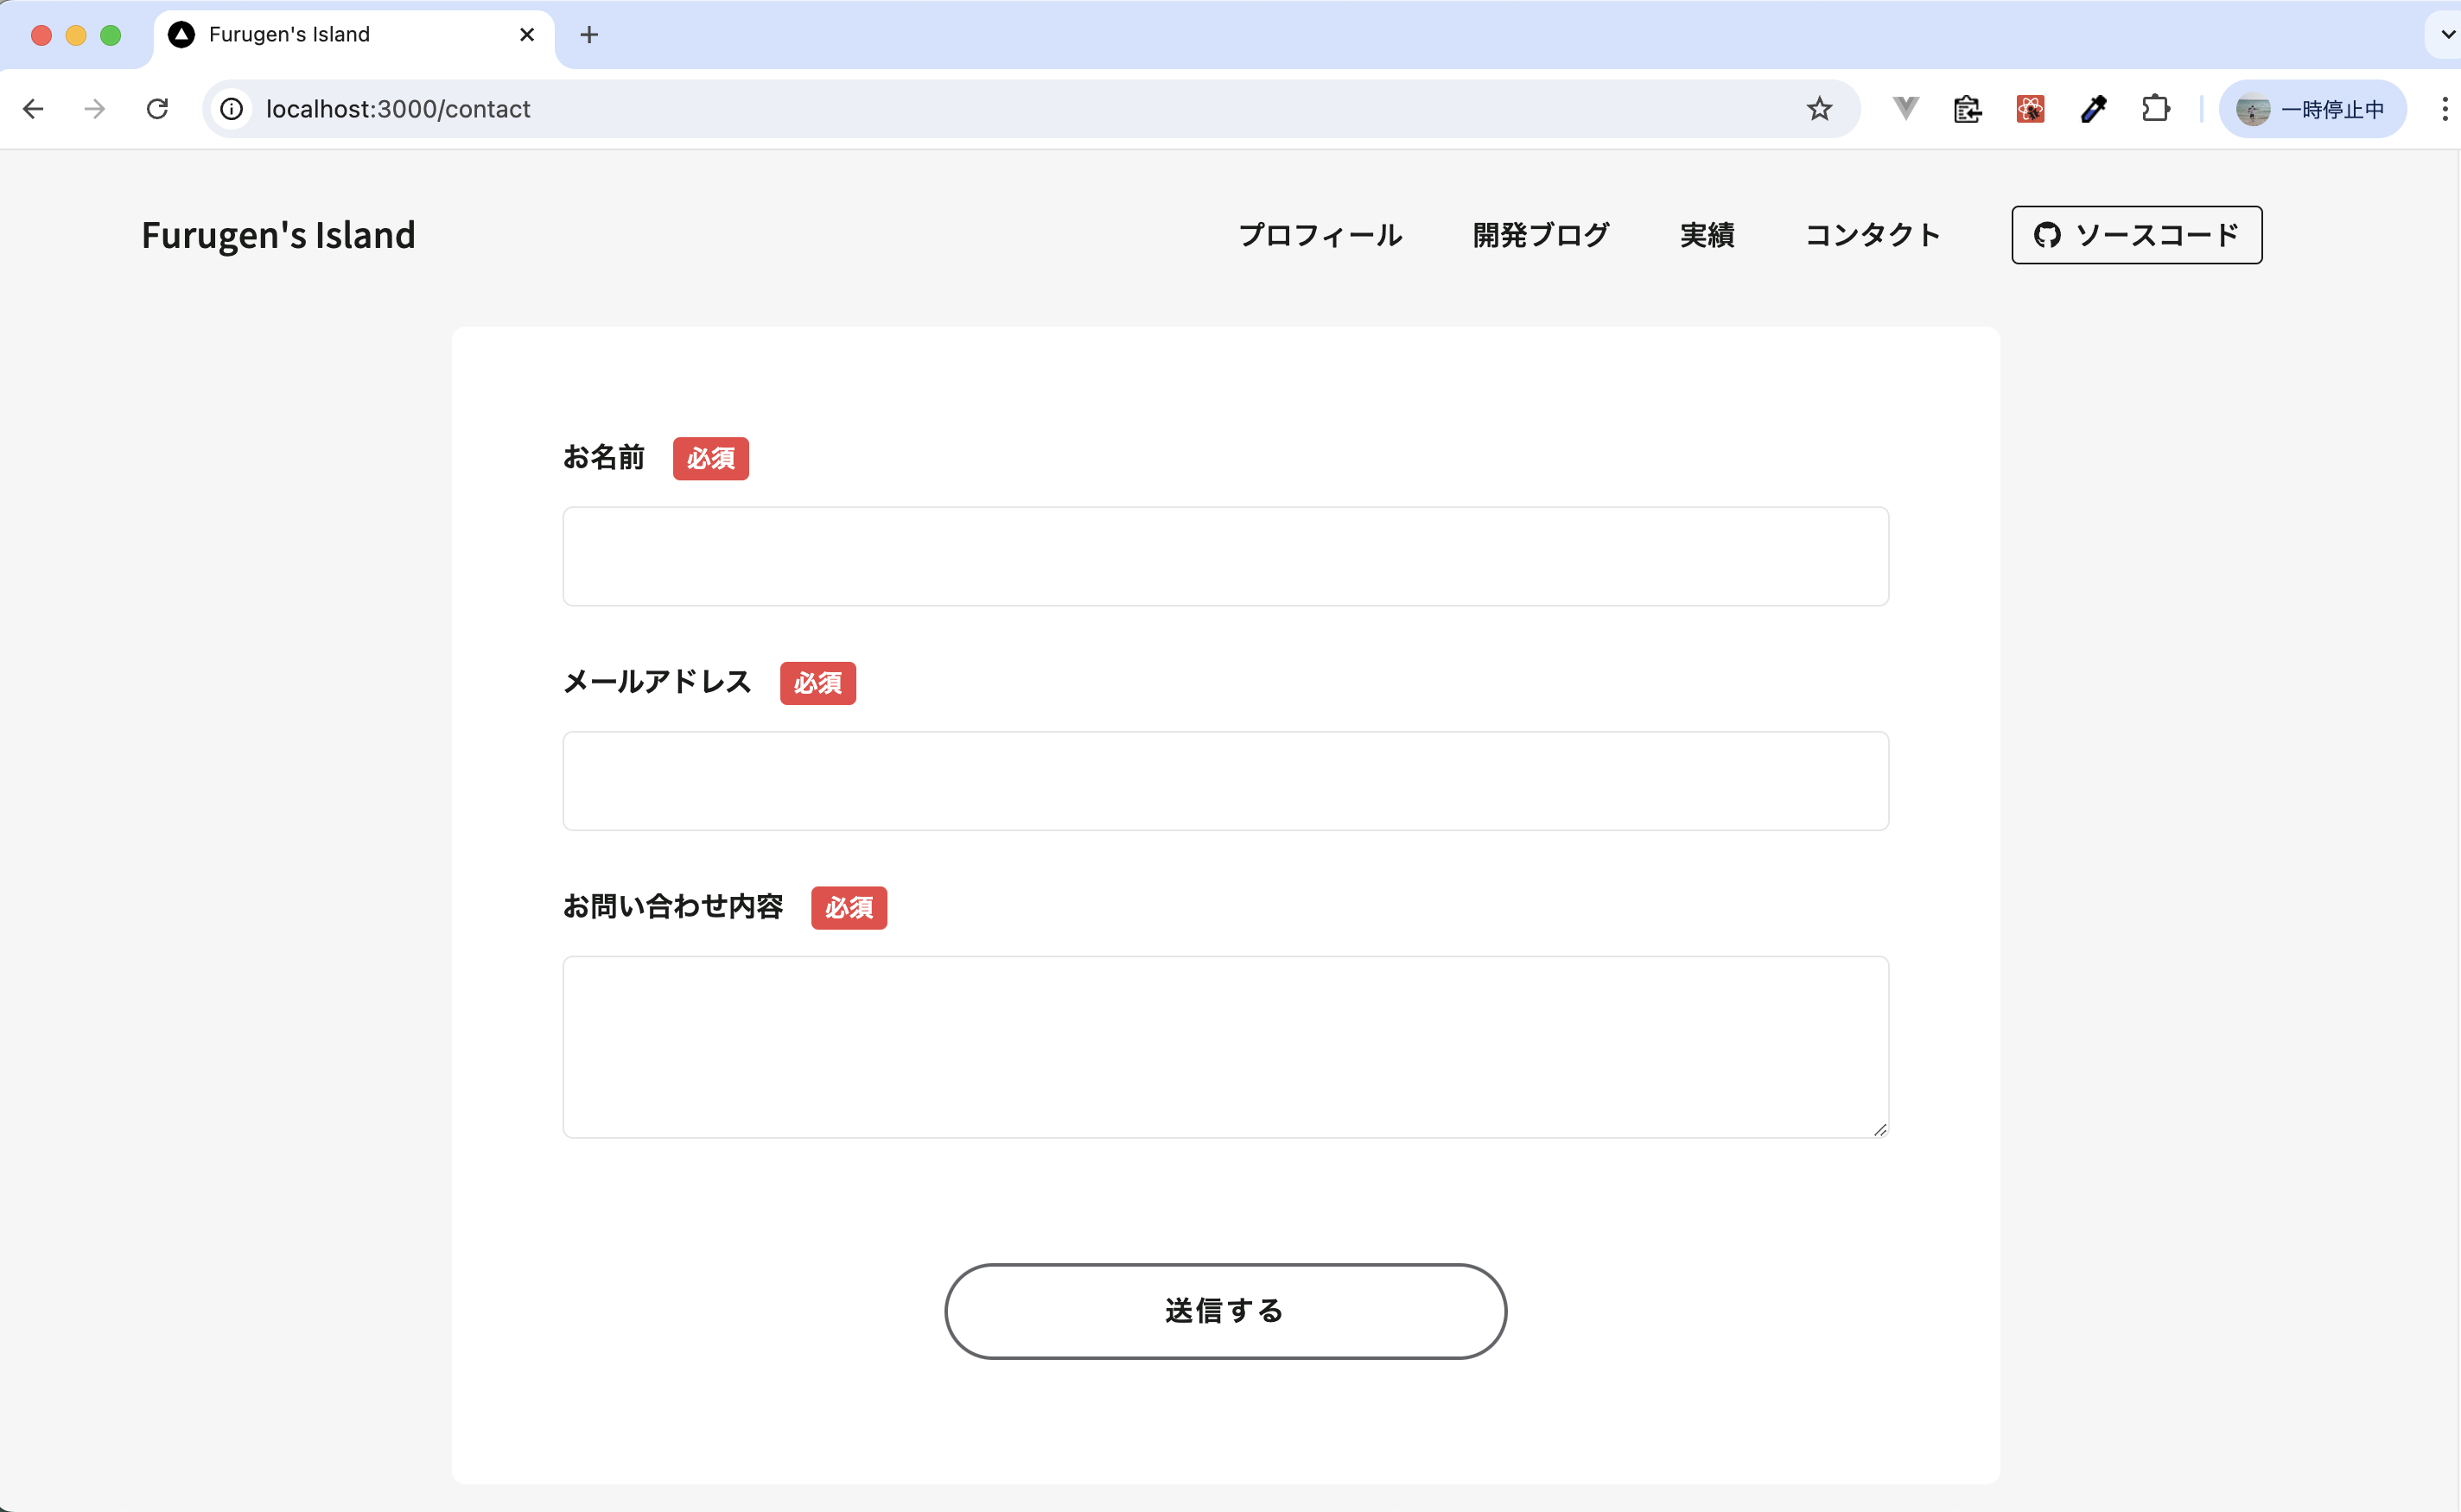 Furugen's Island
localhost:3000/contact
一時停止中
Furugen's Island
プロフィール
開発ブログ
実績
コンタクト
ソースコード
お名前 必須
メールアドレス 必須
お問い合わせ内容 必須
送信する